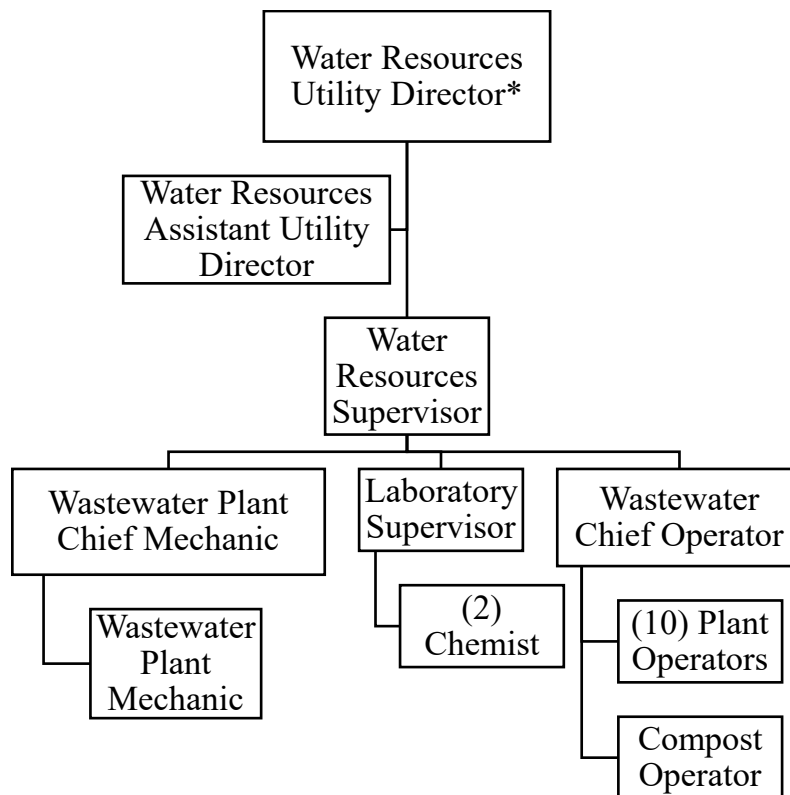 Water Resources
Utility Director*
Water Resources
Assistant Utility
Director
Water
Resources
Supervisor
Wastewater Plant
Chief Mechanic
Laboratory
Supervisor
Wastewater
Chief Operator
Wastewater
Plant
Mechanic
(2)
Chemist
(10) Plant
Operators
Compost
Operator